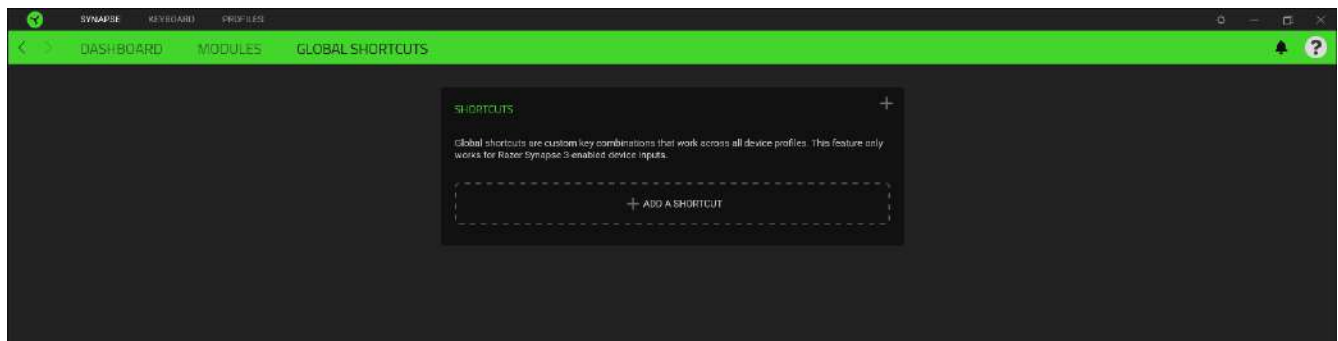 SYNAPSE KEYBOARD PROFILES
DASHBOARD MODULES GLOBAL SHORTCUTS
?
SHORTCUTS
Global shortcuts are custom key combinations that work across all device profiles. This feature only
works for Razer Synapse 3-enabled device inputs.
ADD A SHORTCUT